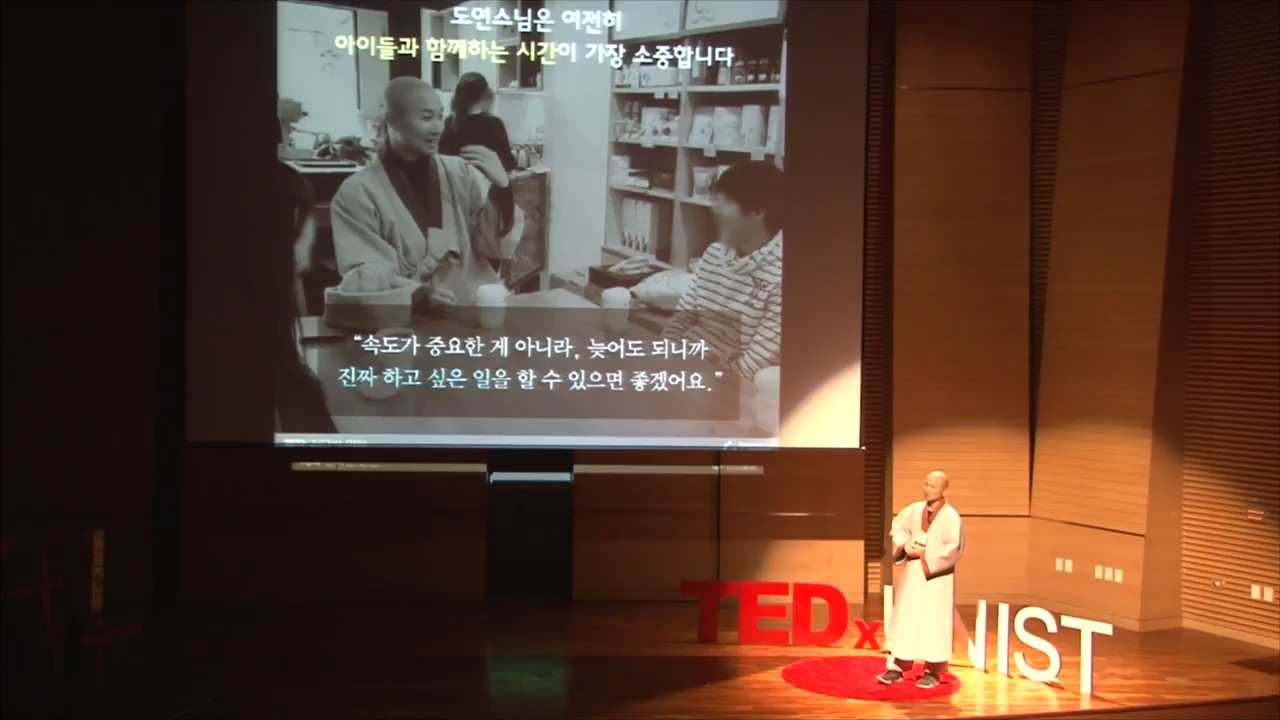 도연스님은 여전히
아이들과 함께하는 시간이 가장 소중합니다
“속도가 중요한 게 아니라, 늦어도 되니까
진짜 하고 싶은 일을 할 수 있으면 좋겠어요.”
TEDx UNIST